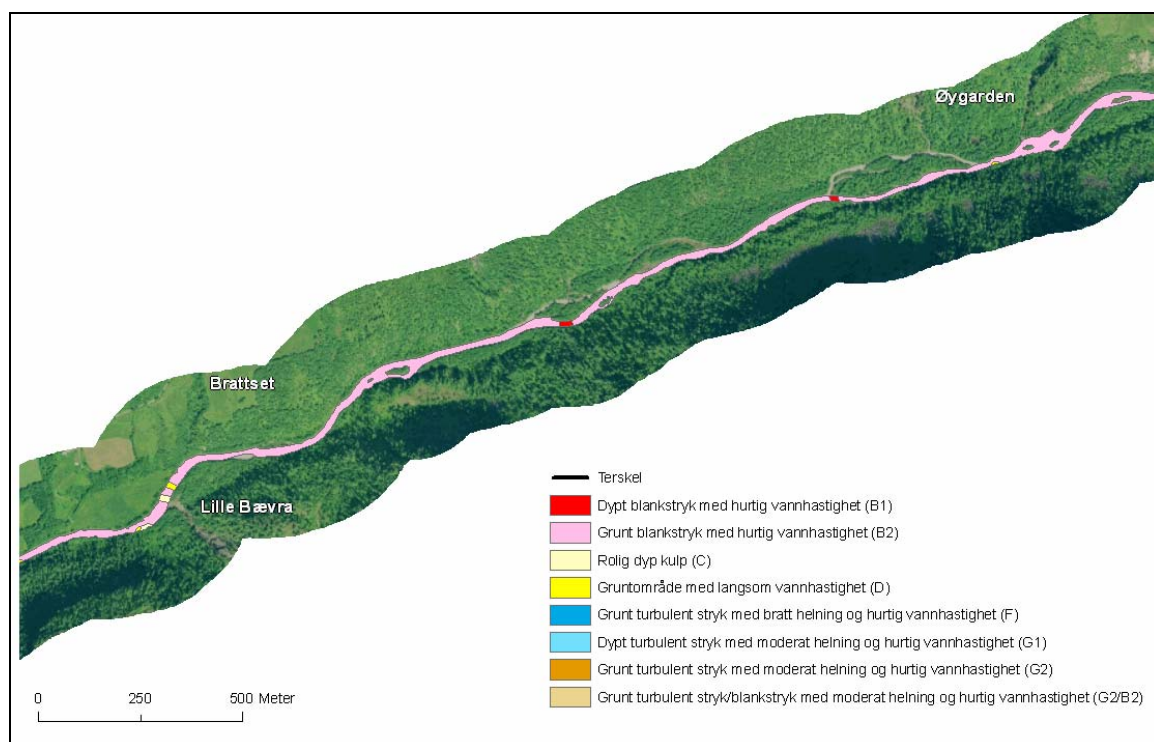 Øygarden
Brattset
Lille Bævra
Terskel
Dypt blankstryk med hurtig vannhastighet (B1)
Grunt blankstryk med hurtig vannhastighet (B2)
Rolig dyp kulp (C)
Gruntområde med langsom vannhastighet (D)
Grunt turbulent stryk med bratt helning og hurtig vannhastighet (F)
Dypt turbulent stryk med moderat helning og hurtig vannhastighet (G1)
Grunt turbulent stryk med moderat helning og hurtig vannhastighet (G2)
Grunt turbulent stryk/blankstryk med moderat helning og hurtig vannhastighet (G2/B2)
0 250 500 Meter